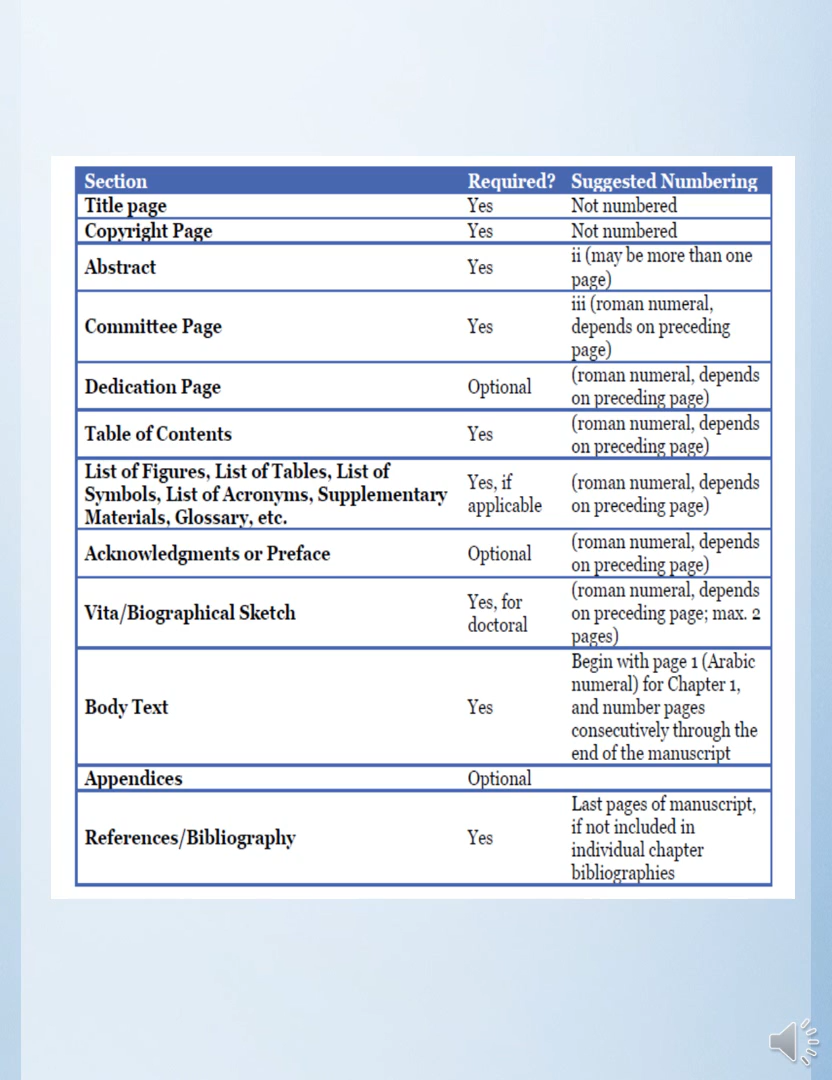 Section Required? Suggested Numbering
Title page Yes Not numbered
Copyright Page Yes Not numbered
Abstract Yes ii (may be more than one
page)
Committee Page Yes iii (roman numeral,
depends on preceding
page)
Dedication Page Optional (roman numeral, depends
on preceding page)
Table of Contents Yes (roman numeral, depends
on preceding page)
List of Figures, List of Tables, List of
Symbols, List of Acronyms, Supplementary
Materials, Glossary, etc.
Yes, if
applicable
(roman numeral, depends
on preceding page)
Acknowledgments or Preface Optional (roman numeral, depends
on preceding page)
Vita/Biographical Sketch
Yes, for
doctoral
(roman numeral, depends
on preceding page; max. 2
pages)
Body Text Yes
Begin with page 1 (Arabic
numeral) for Chapter 1,
and number pages
consecutively through the
end of the manuscript
Appendices Optional
References/Bibliography Yes
Last pages of manuscript,
if not included in
individual chapter
bibliographies